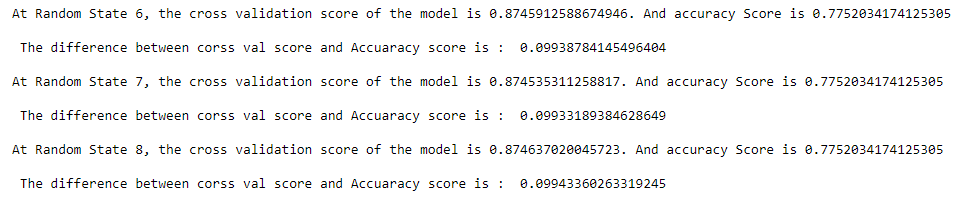 At Random State 6, the cross validation score of the model is 0.8745912588674946. And accuracy Score is 0.7752034174125305
The difference between corss val score and Accuaracy score is :  0.09938784145496404
At Random State 7, the cross validation score of the model is 0.874535311258817. And accuracy Score is 0.7752034174125305
The difference between corss val score and Accuaracy score is :  0.09933189384628649
At Random State 8, the cross validation score of the model is 0.874637020045723. And accuracy Score is 0.7752034174125305
The difference between corss val score and Accuaracy score is :  0.09943360263319245